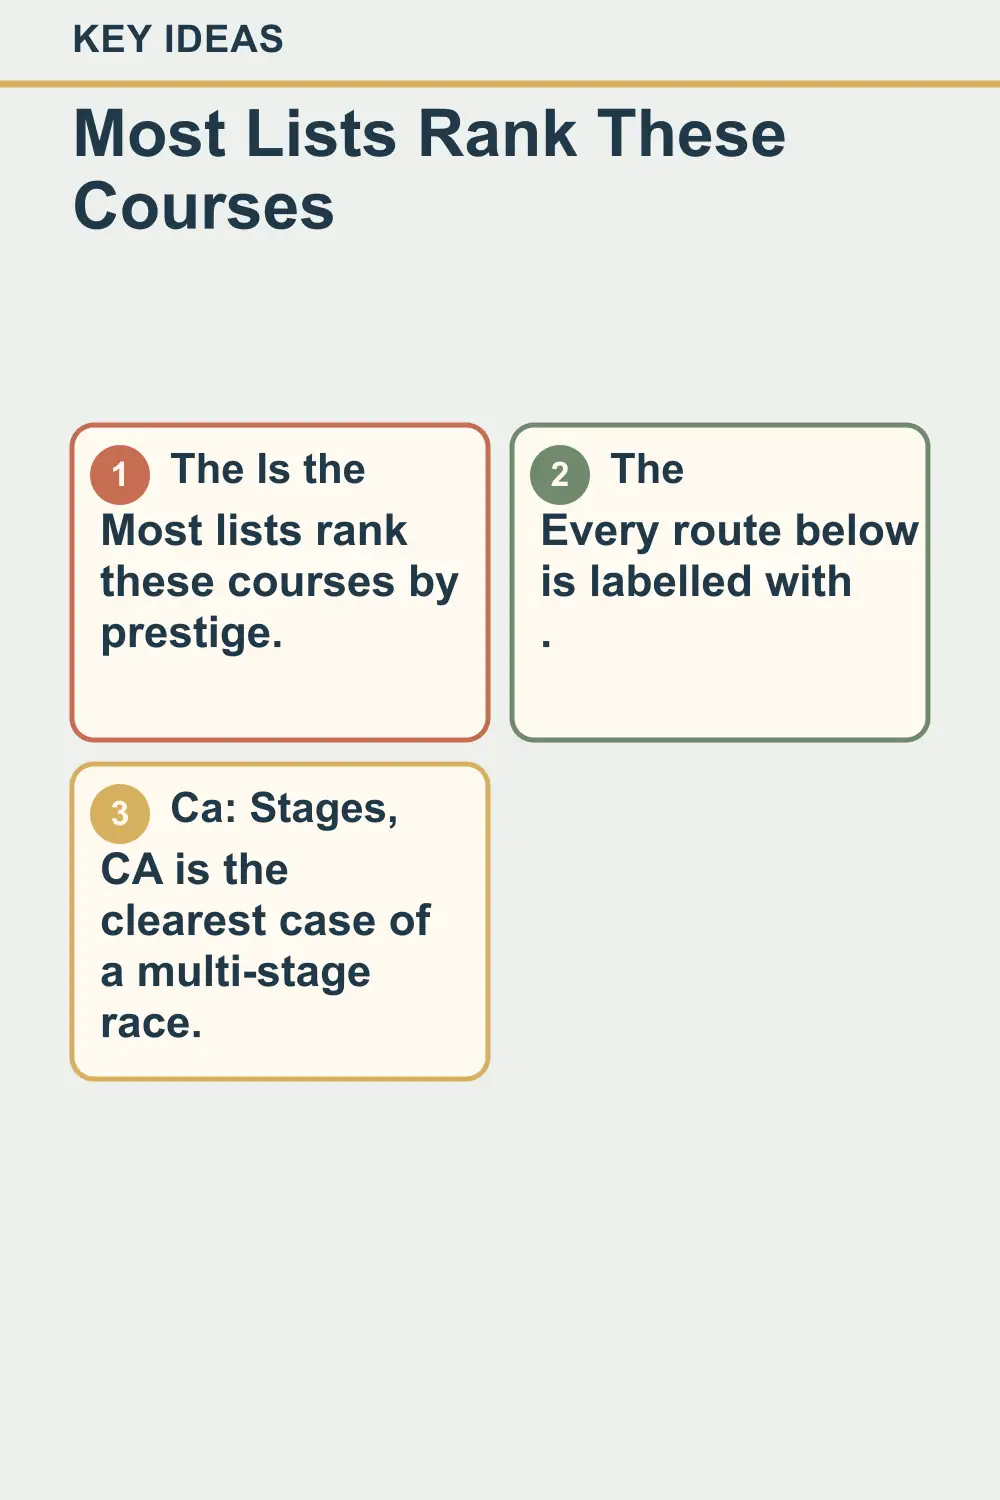 KEY IDEAS
Most Lists Rank These
Courses
1 The Is the
Most lists rank
these courses by
prestige.
2 The
Every route below
is labelled with
.
3 Ca: Stages,
CA is the
clearest case of
a multi-stage
race.